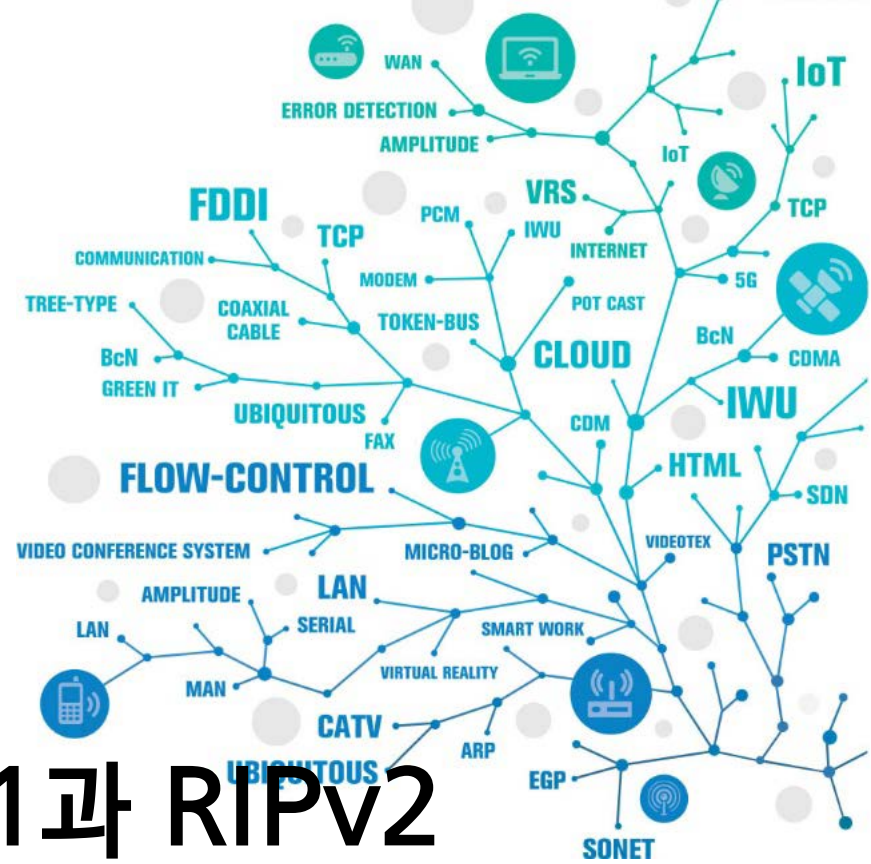 WAN
IoT
ERROR DETECTION
AMPLITUDE
IoT
FDDI
VRS
PCM
TCP
TCP
IWU
INTERNET
COMMUNICATION
MODEM
5G
TREE-TYPE
COAXIAL
CABLE
TOKEN-BUS
POT CAST
BcN
BcN
CLOUD
CDMA
GREEN IT
IWU
UBIQUITOUS
CDM
FAX
HTML
FLOW-CONTROL
SDN
VIDEO CONFERENCE SYSTEM
MICRO-BLOG
VIDEOTEX
PSTN
AMPLITUDE
LAN
LAN
SERIAL
SMART WORK
VIRTUAL REALITY
MAN
CATV
ARP
UBIQUITOUS
EGP
1과 RIPv2
SONET